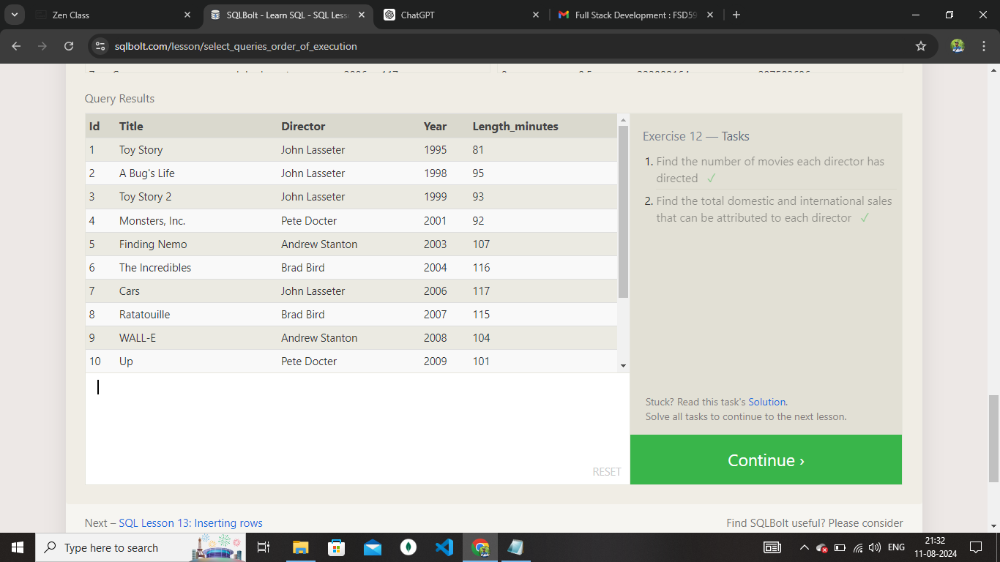 Zen Class
SQLBolt - Learn SQL - SQL Less
ChatGPT
Full Stack Development : FSD59
sqlbolt.com/lesson/select_queries_order_of_execution
Query Results
Id Title Director Year Length_minutes
1 Toy Story John Lasseter 1995 81
2 A Bug's Life John Lasseter 1998 95
3 Toy Story 2 John Lasseter 1999 93
4 Monsters, Inc. Pete Docter 2001 92
5 Finding Nemo Andrew Stanton 2003 107
6 The Incredibles Brad Bird 2004 116
7 Cars John Lasseter 2006 117
8 Ratatouille Brad Bird 2007 115
9 WALL-E Andrew Stanton 2008 104
10 Up Pete Docter 2009 101
RESET
Exercise 12 — Tasks
1. Find the number of movies each director has
directed ✓
2. Find the total domestic and international sales
that can be attributed to each director ✓
Stuck? Read this task's Solution.
Solve all tasks to continue to the next lesson.
Continue ›
Next – SQL Lesson 13: Inserting rows
Find SQLBolt useful? Please consider
Type here to search
ENG
21:32
11-08-2024